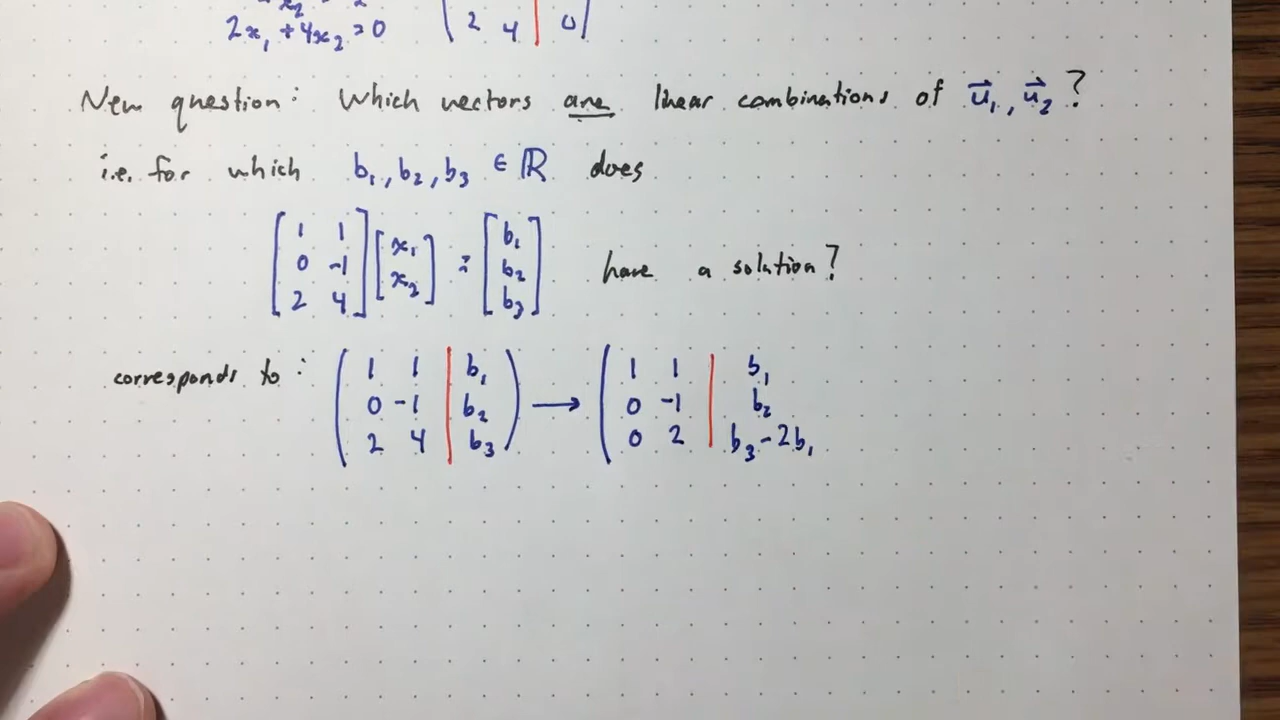 2x₁ + 4x₂ = 0 2 4 | 0
New question: Which vectors are linear combinations of u⃗₁, u⃗₂?
i.e. for which b₁, b₂, b₃ ∈ ℝ does
[1 1; 0 -1; 2 4] [x₁; x₂] = [b₁; b₂; b₃] have a solution?
corresponds to: (1 1 | b₁; 0 -1 | b₂; 2 4 | b₃) → (1 1 | b₁; 0 -1 | b₂; 0 2 | b₃-2b₁